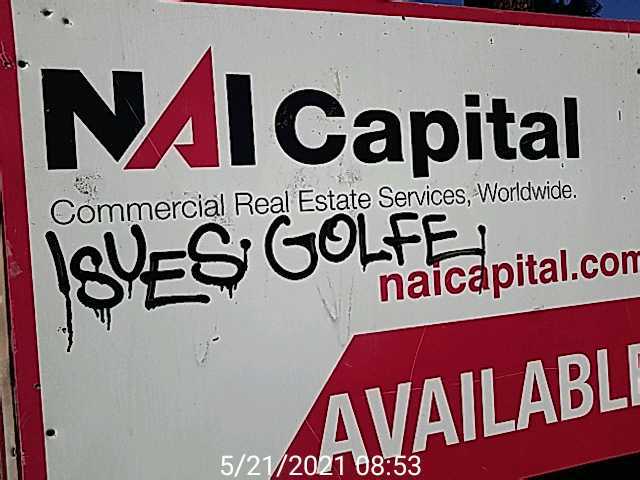 NAI Capital
Commercial Real Estate Services, Worldwide.
ISUES GOLFE
naicapital.com
AVAILABLE
5/21/2021 08:53